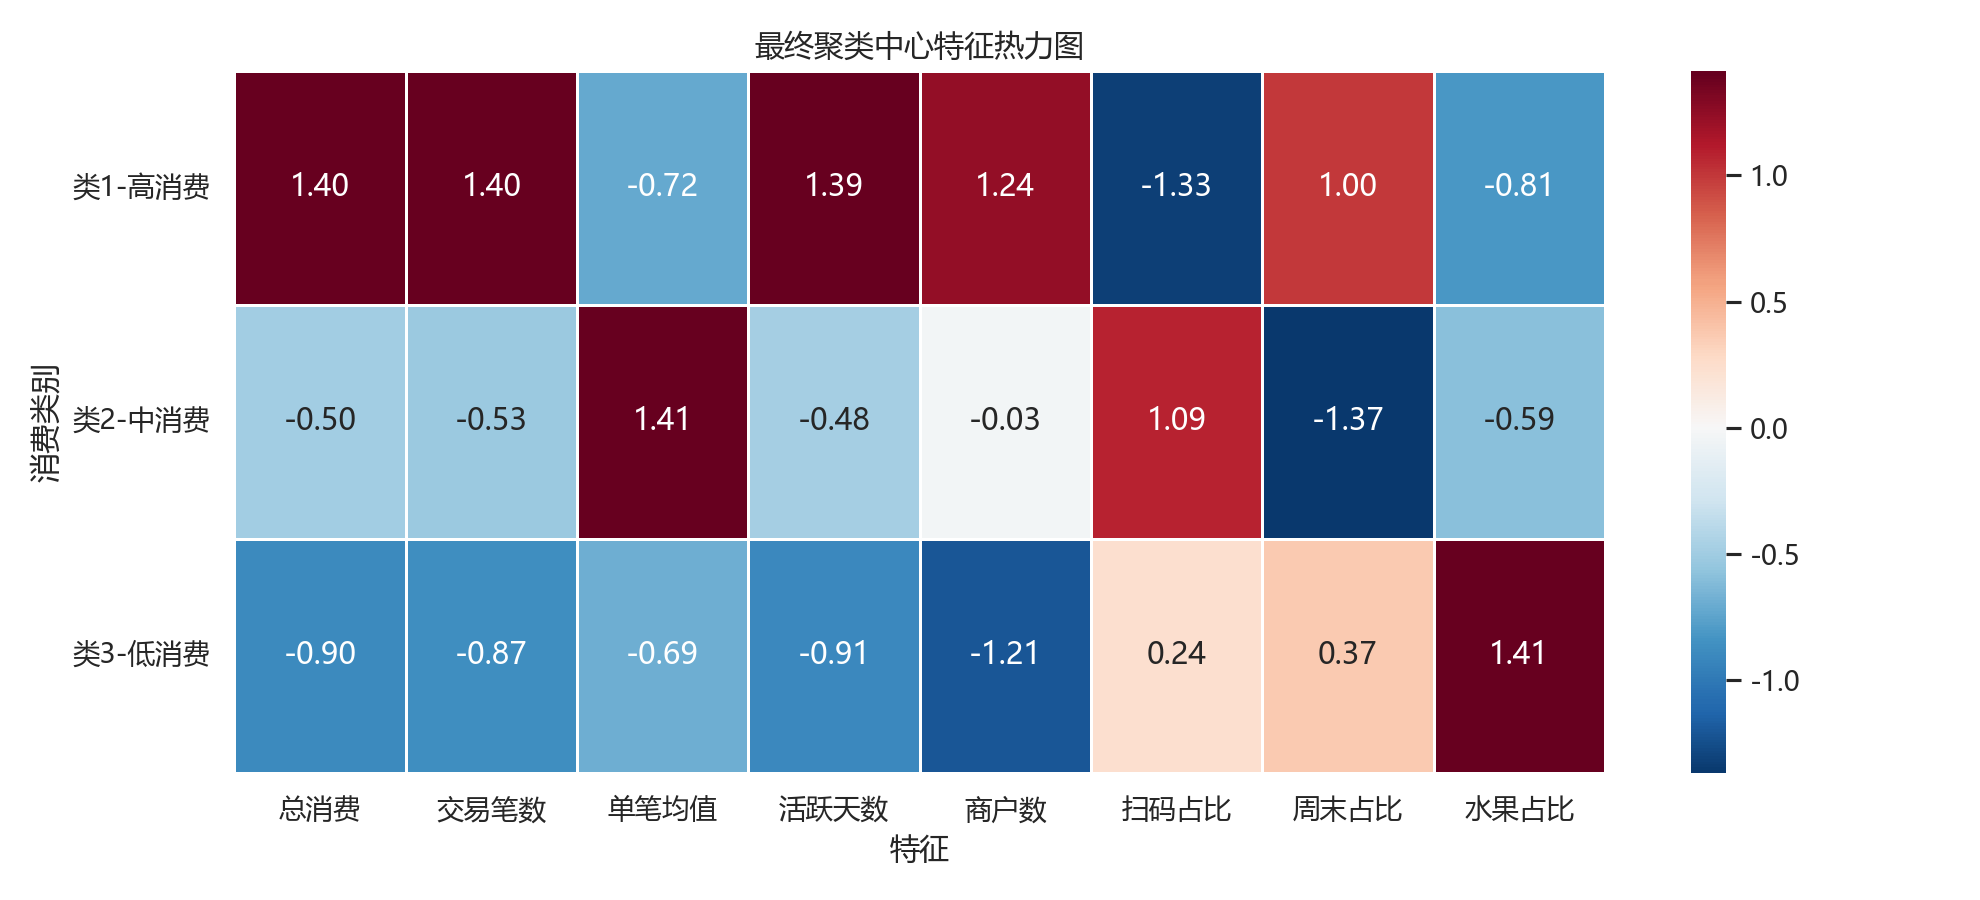 最终聚类中心特征热力图
消费类别
类1-高消费 1.40 1.40 -0.72 1.39 1.24 -1.33 1.00 -0.81
类2-中消费 -0.50 -0.53 1.41 -0.48 -0.03 1.09 -1.37 -0.59
类3-低消费 -0.90 -0.87 -0.69 -0.91 -1.21 0.24 0.37 1.41
总消费 交易笔数 单笔均值 活跃天数 商户数 扫码占比 周末占比 水果占比
特征
1.0
0.5
0.0
-0.5
-1.0